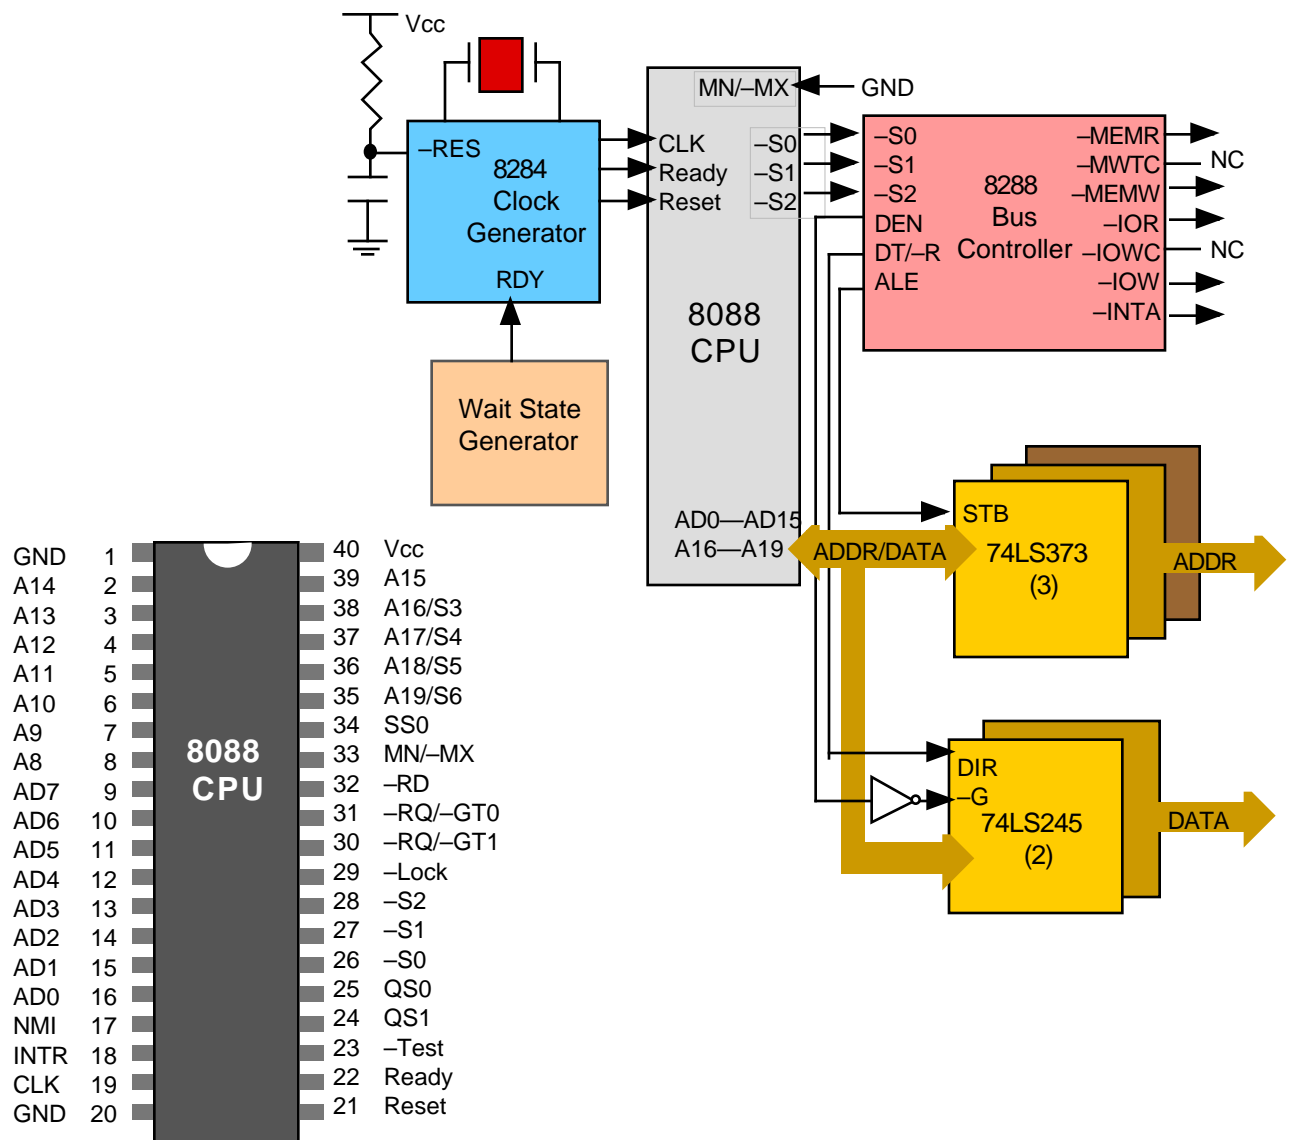 Vcc
–RES
8284
Clock
Generator
RDY
Wait State
Generator
MN/–MX
GND
CLK
Ready
Reset
–S0
–S1
–S2
8088
CPU
AD0—AD15
A16—A19
–S0
–S1
–S2
DEN
DT/–R
ALE
8288
Bus
Controller
–MEMR
–MWTC
NC
–MEMW
–IOR
–IOWC
NC
–IOW
–INTA
ADDR/DATA
STB
74LS373
(3)
ADDR
DIR
–G
74LS245
(2)
DATA
GND 1
A14 2
A13 3
A12 4
A11 5
A10 6
A9 7
A8 8
AD7 9
AD6 10
AD5 11
AD4 12
AD3 13
AD2 14
AD1 15
AD0 16
NMI 17
INTR 18
CLK 19
GND 20
8088
CPU
40 Vcc
39 A15
38 A16/S3
37 A17/S4
36 A18/S5
35 A19/S6
34 SS0
33 MN/–MX
32 –RD
31 –RQ/–GT0
30 –RQ/–GT1
29 –Lock
28 –S2
27 –S1
26 –S0
25 QS0
24 QS1
23 –Test
22 Ready
21 Reset